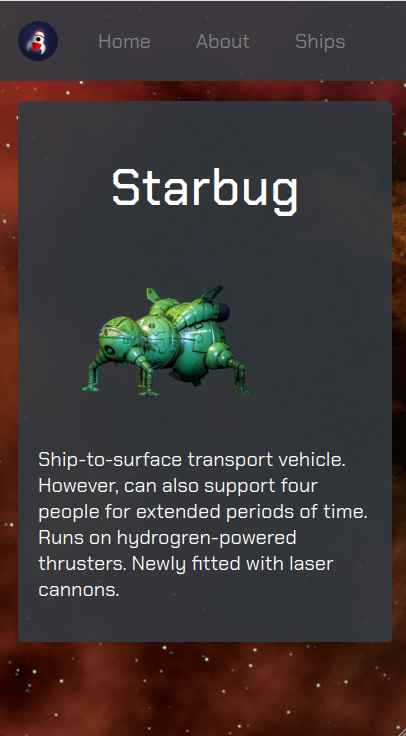 Home About Ships
Starbug
Ship-to-surface transport vehicle.
However, can also support four
people for extended periods of time.
Runs on hydrogren-powered
thrusters. Newly fitted with laser
cannons.